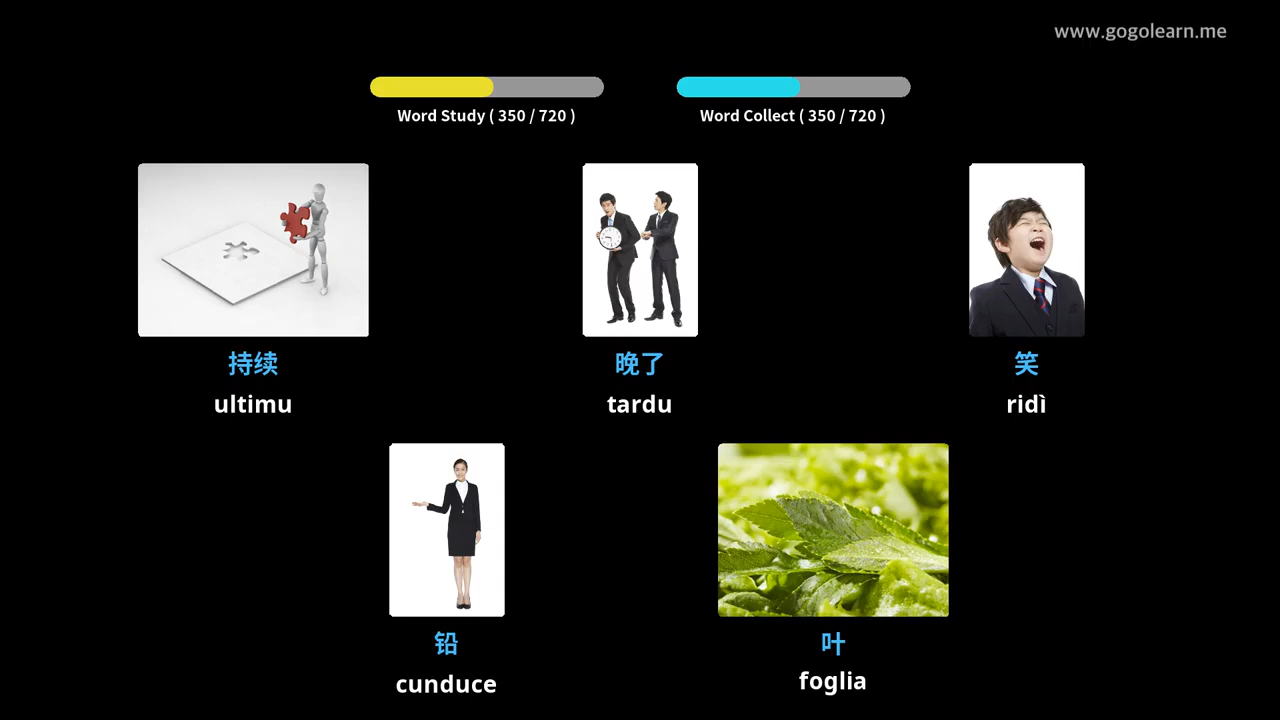 www.gogolearn.me
Word Study ( 350 / 720 )
Word Collect ( 350 / 720 )
持续
ultimu
晚了
tardu
笑
ridì
铅
cunduce
叶
foglia